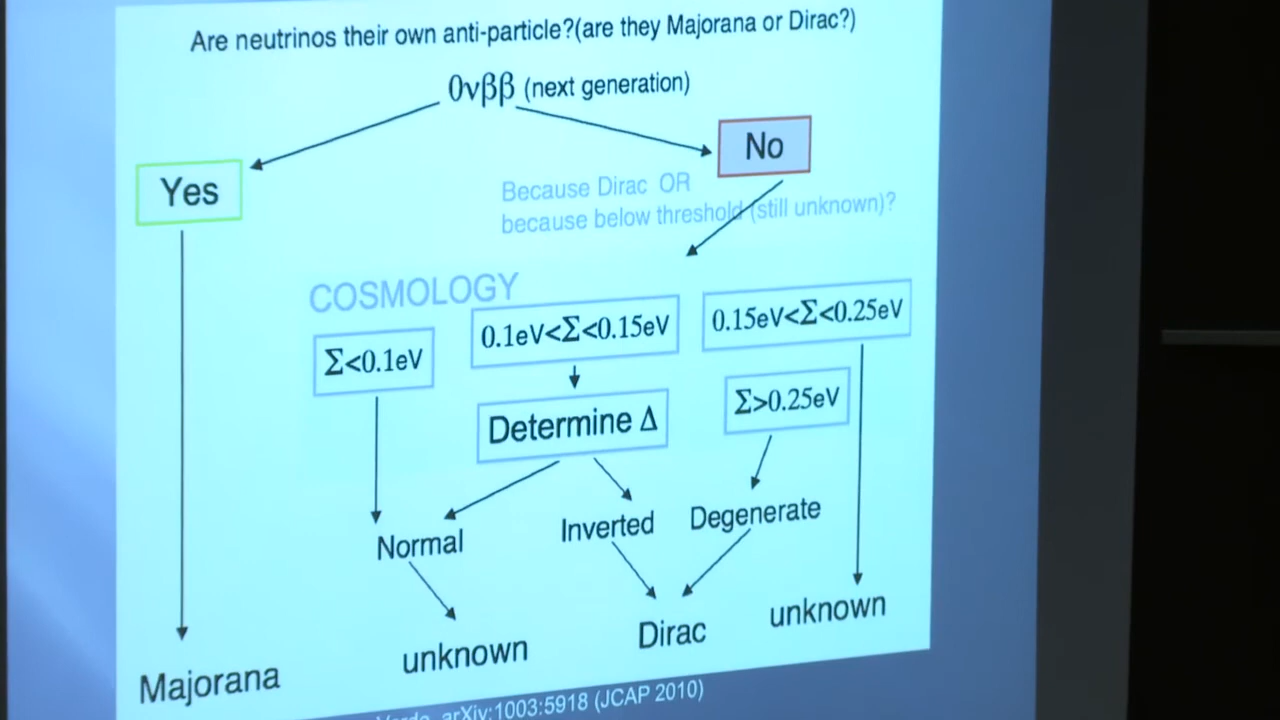 Are neutrinos their own anti-particle?(are they Majorana or Dirac?)
0νββ (next generation)
Yes
No
Because Dirac OR
because below threshold (still unknown)?
COSMOLOGY
Σ<0.1eV
0.1eV<Σ<0.15eV
0.15eV<Σ<0.25eV
Determine Δ
Σ>0.25eV
Normal
Inverted
Degenerate
Majorana
unknown
Dirac
unknown
arXiv:1003:5918 (JCAP 2010)